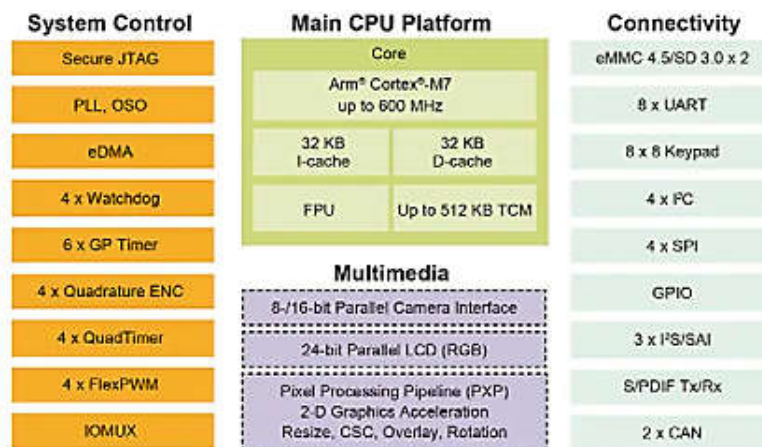 System Control
Secure JTAG
PLL, OSO
eDMA
4 x Watchdog
6 x GP Timer
4 x Quadrature ENC
4 x QuadTimer
4 x FlexPWM
IOMUX
Main CPU Platform
Core
Arm® Cortex®-M7
up to 600 MHz
32 KB
I-cache
32 KB
D-cache
FPU
Up to 512 KB TCM
Multimedia
8-/16-bit Parallel Camera Interface
24-bit Parallel LCD (RGB)
Pixel Processing Pipeline (PXP)
2-D Graphics Acceleration
Resize, CSC, Overlay, Rotation
Connectivity
eMMC 4.5/SD 3.0 x 2
8 x UART
8 x 8 Keypad
4 x I²C
4 x SPI
GPIO
3 x I²S/SAI
S/PDIF Tx/Rx
2 x CAN